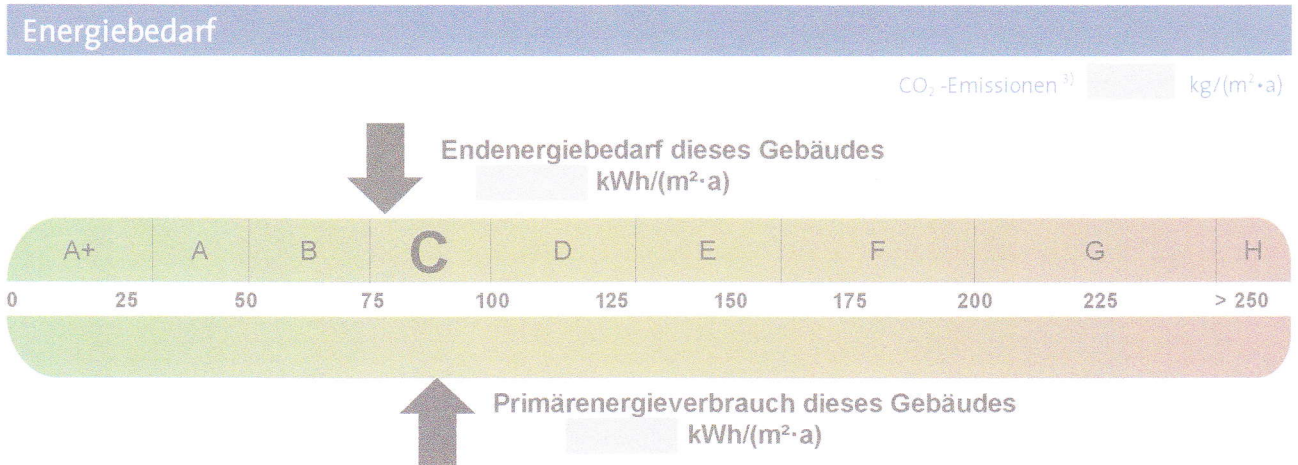 Energiebedarf
CO₂ -Emissionen ³⁾ kg/(m²•a)
Endenergiebedarf dieses Gebäudes
kWh/(m²·a)
A+ A B C D E F G H
0 25 50 75 100 125 150 175 200 225 > 250
Primärenergieverbrauch dieses Gebäudes
kWh/(m²·a)